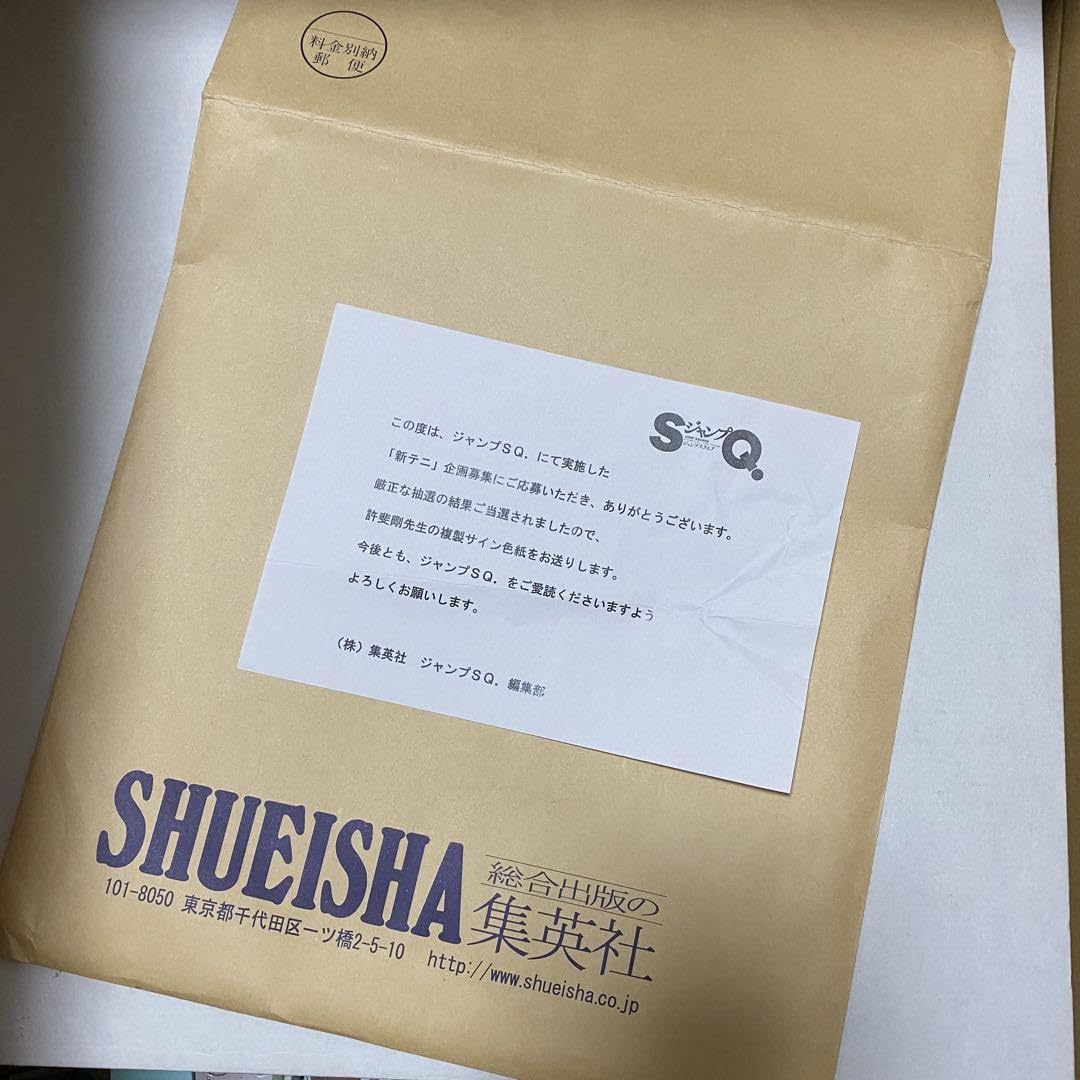 料金別納
郵便
SジャンプQ.
この度は、ジャンプＳＱ．にて実施した
「新テニ」企画募集にご応募いただき、ありがとうございます。
厳正な抽選の結果ご当選されましたので、
許斐剛先生の複製サイン色紙をお送りします。
今後とも、ジャンプＳＱ．をご愛読くださいますよう
よろしくお願いします。
（株）集英社　ジャンプＳＱ．編集部
SHUEISHA
総合出版の
集英社
101-8050 東京都千代田区一ツ橋2-5-10
http://www.shueisha.co.jp